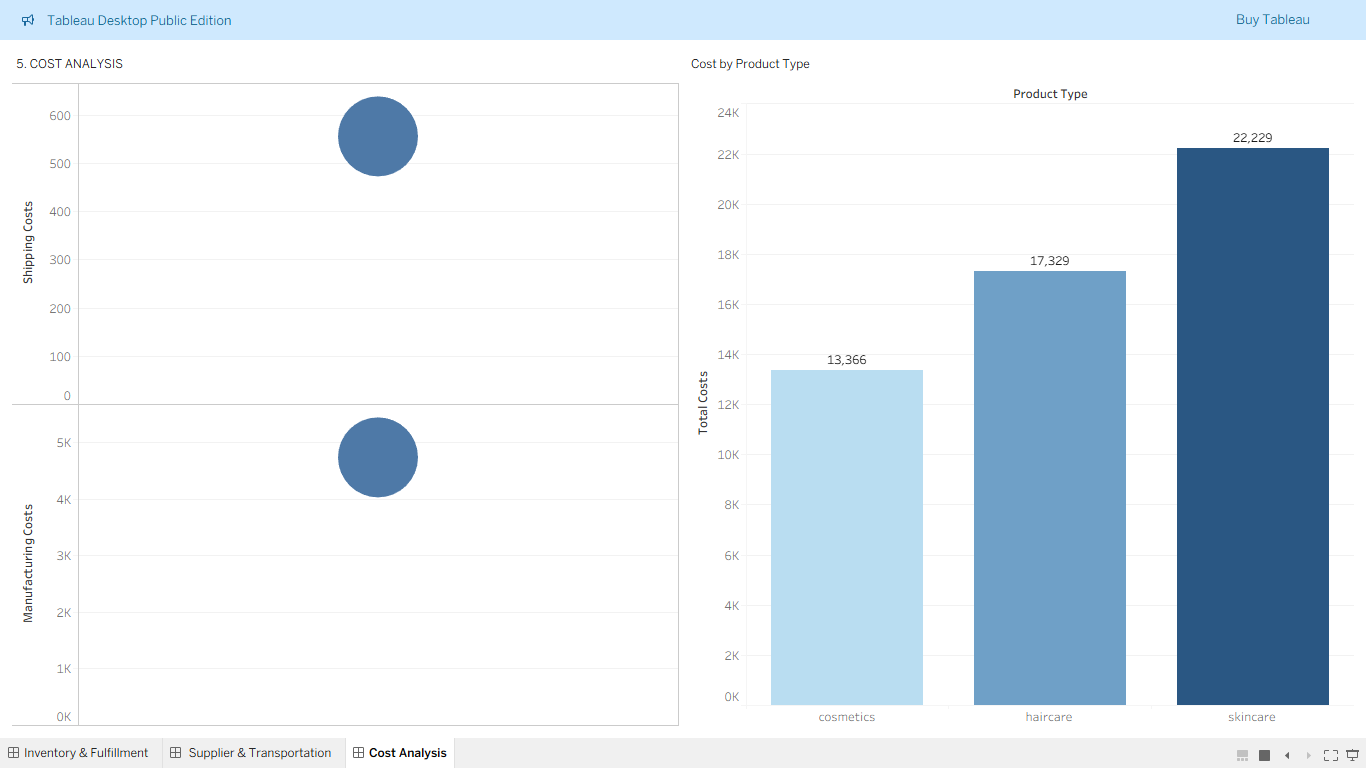 Tableau Desktop Public Edition
Buy Tableau
5. COST ANALYSIS
Shipping Costs
600
500
400
300
200
100
0
Manufacturing Costs
5K
4K
3K
2K
1K
0K
Cost by Product Type
Product Type
Total Costs
24K
22K
20K
18K
16K
14K
12K
10K
8K
6K
4K
2K
0K
13,366
17,329
22,229
cosmetics
haircare
skincare
Inventory & Fulfillment
Supplier & Transportation
Cost Analysis